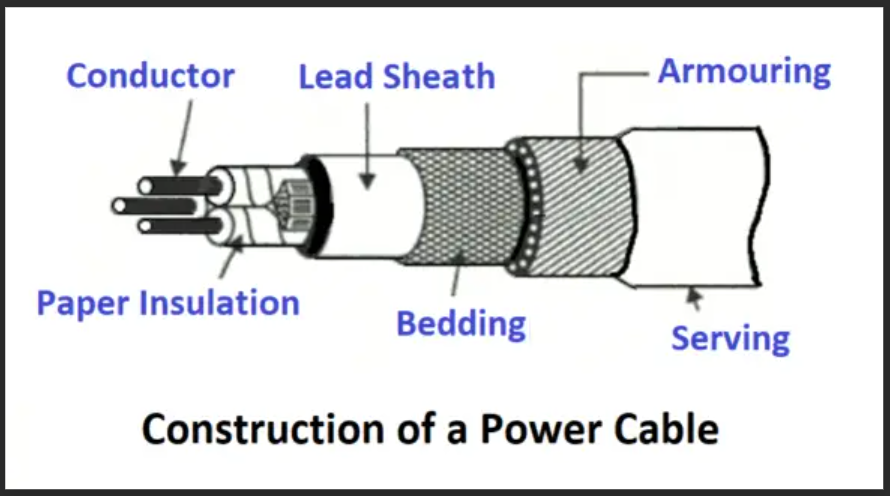 Conductor
Lead Sheath
Armouring
Paper Insulation
Bedding
Serving
Construction of a Power Cable